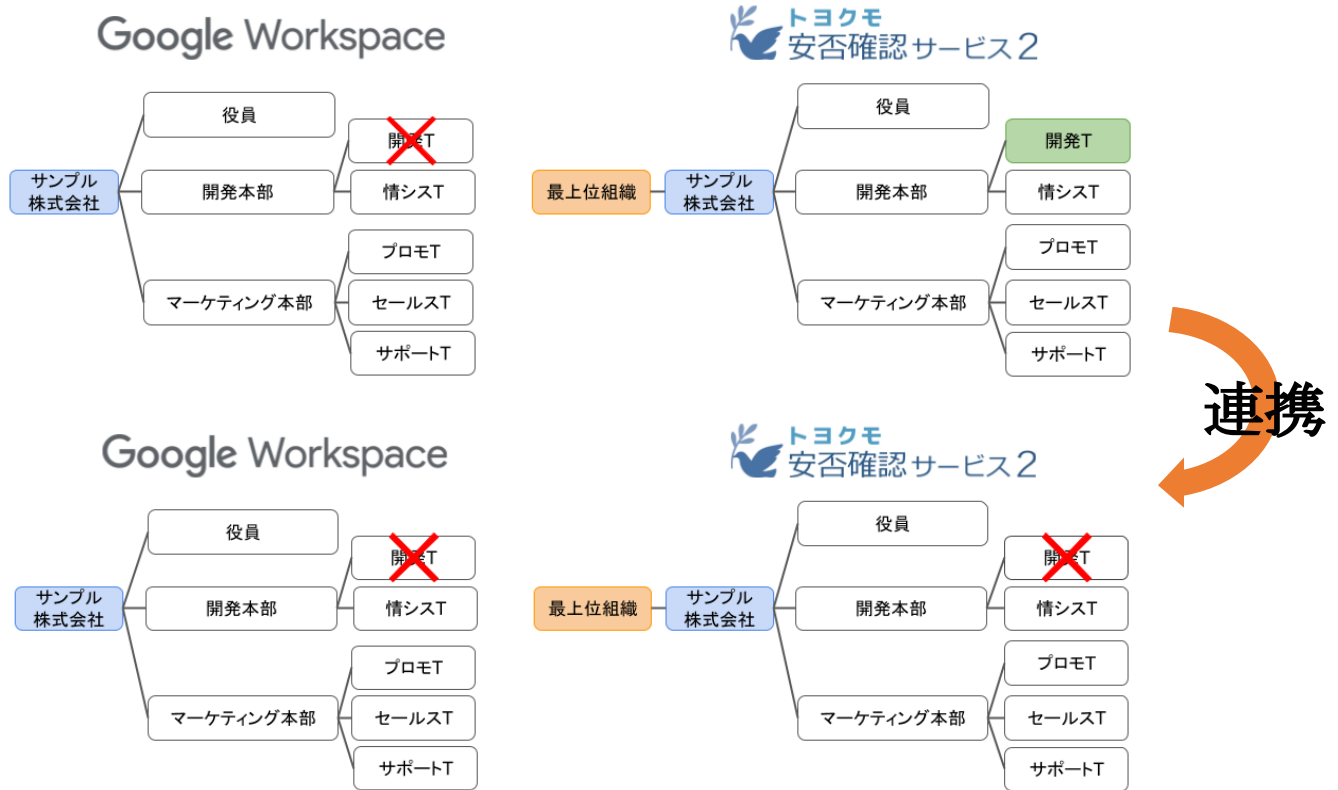 Google Workspace
役員
開発T
サンプル
株式会社
開発本部
情シスT
プロモT
マーケティング本部
セールスT
サポートT
トヨクモ
安否確認サービス2
役員
開発T
最上位組織
サンプル
株式会社
開発本部
情シスT
プロモT
マーケティング本部
セールスT
サポートT
連携
Google Workspace
役員
開発T
サンプル
株式会社
開発本部
情シスT
プロモT
マーケティング本部
セールスT
サポートT
トヨクモ
安否確認サービス2
役員
開発T
最上位組織
サンプル
株式会社
開発本部
情シスT
プロモT
マーケティング本部
セールスT
サポートT